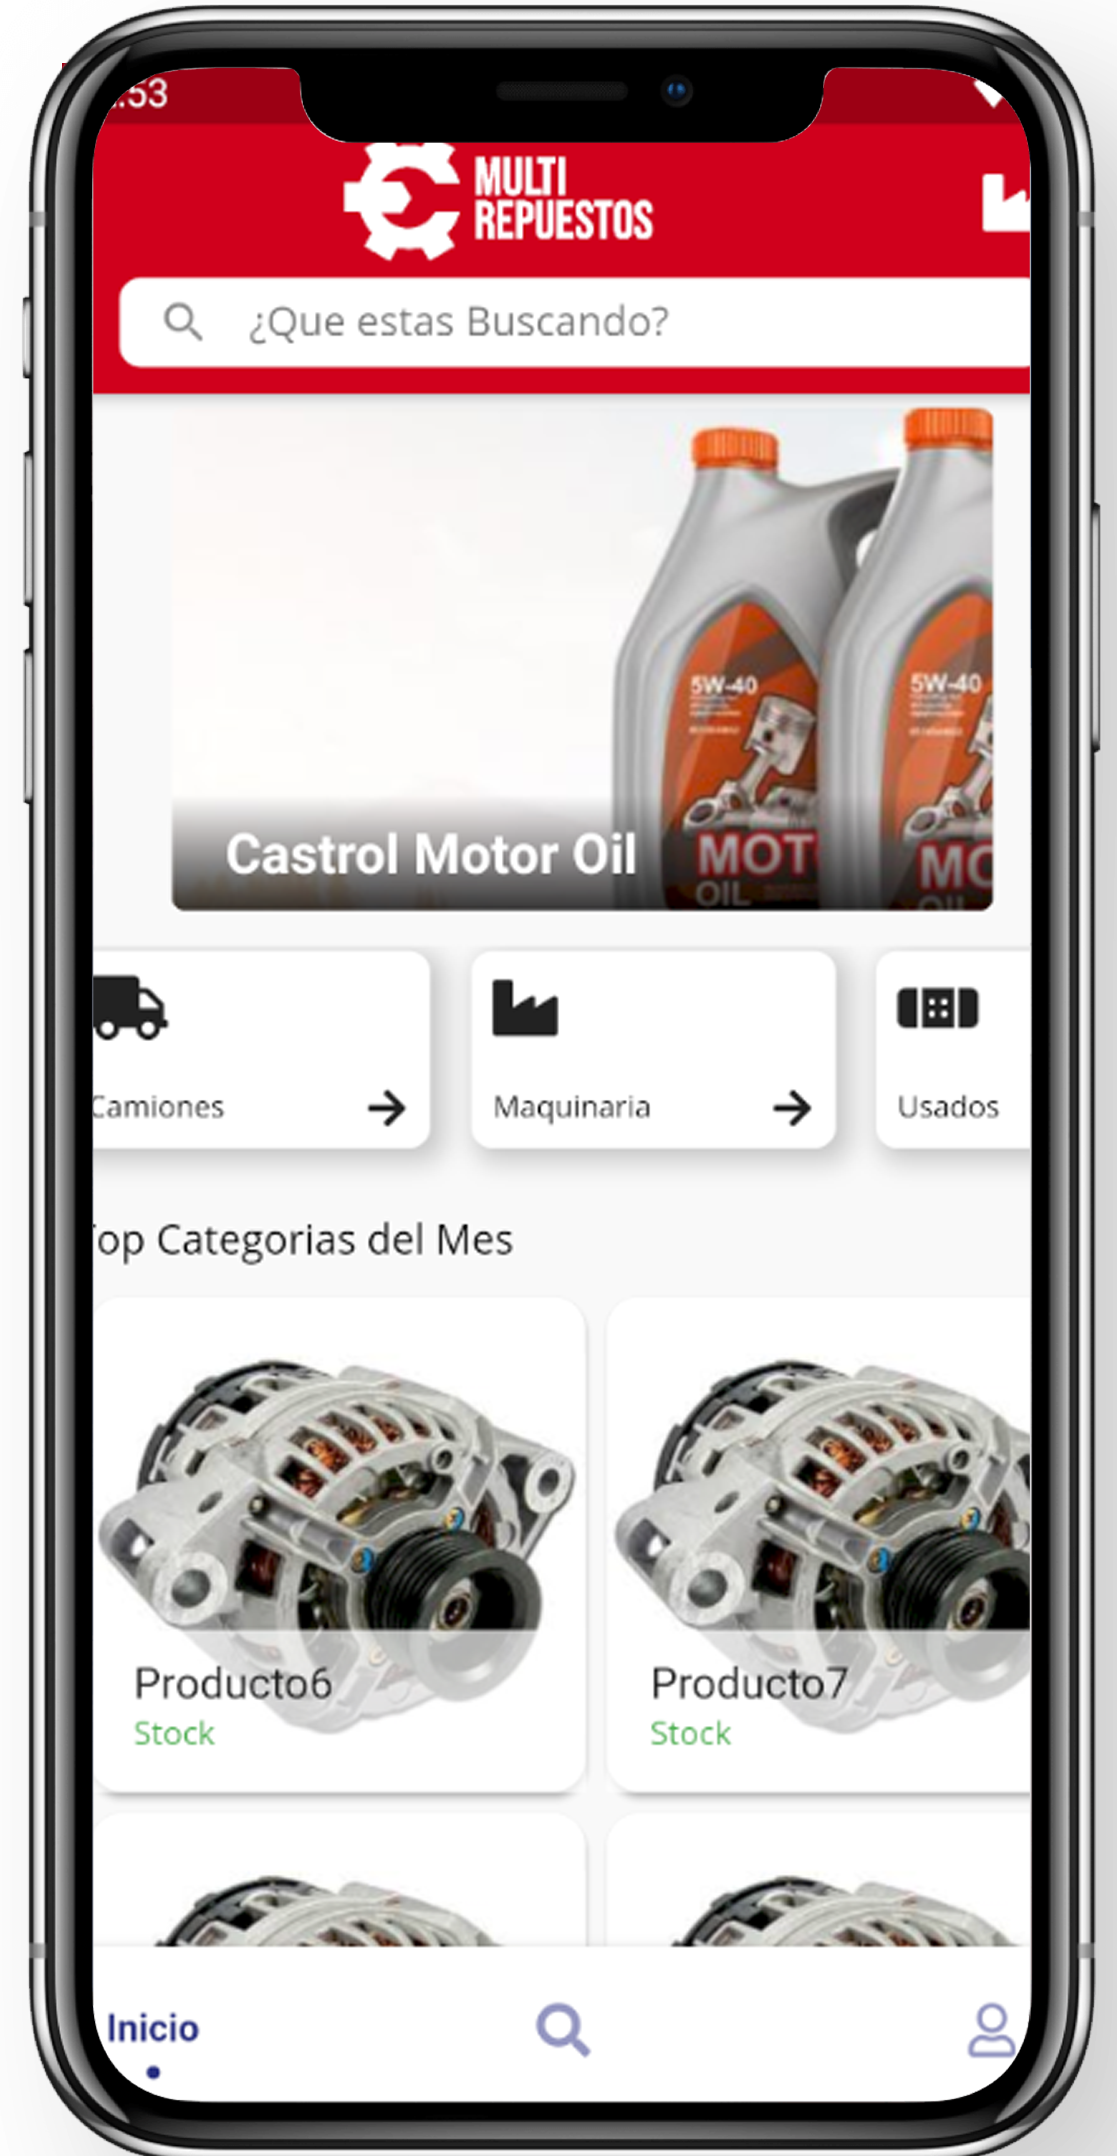 :53
MULTI
REPUESTOS
¿Que estas Buscando?
5W-40
5W-40
Castrol Motor Oil
MOT
OIL
MO
OIL
Camiones
Maquinaria
Usados
Top Categorias del Mes
Producto6
Stock
Producto7
Stock
Inicio